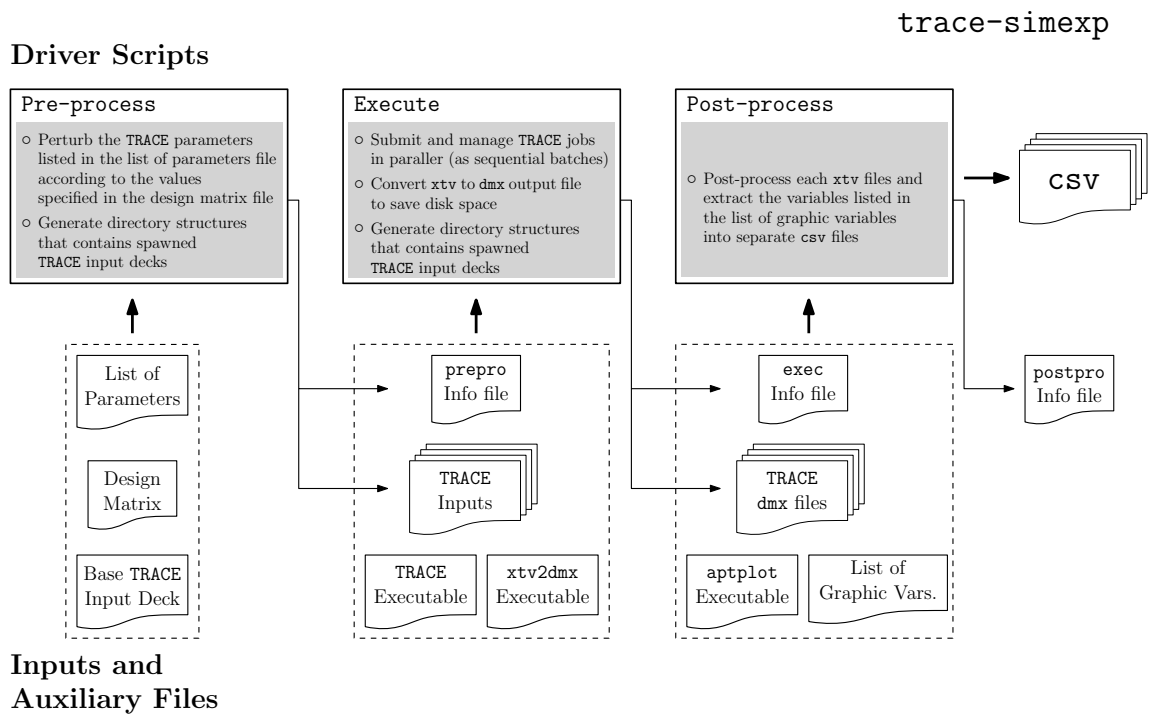 trace-simexp
Driver Scripts
Pre-process
○ Perturb the TRACE parameters
listed in the list of parameters file
according to the values
specified in the design matrix file
○ Generate directory structures
that contains spawned
TRACE input decks
Execute
○ Submit and manage TRACE jobs
in paraller (as sequential batches)
○ Convert xtv to dmx output file
to save disk space
○ Generate directory structures
that contains spawned
TRACE input decks
Post-process
○ Post-process each xtv files and
extract the variables listed in
the list of graphic variables
into separate csv files
csv
List of
Parameters
Design
Matrix
Base TRACE
Input Deck
prepro
Info file
TRACE
Inputs
TRACE
Executable
xtv2dmx
Executable
exec
Info file
TRACE
dmx files
aptplot
Executable
List of
Graphic Vars.
postpro
Info file
Inputs and
Auxiliary Files